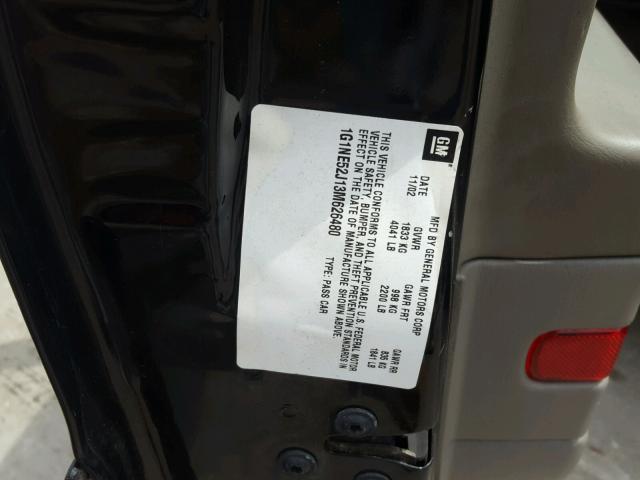 GM
MFD BY GENERAL MOTORS CORP
DATE GVWR GAWR FRT GAWR RR
11/02 1833 KG 998 KG 835 KG
4041 LB 2200 LB 1841 LB
THIS VEHICLE CONFORMS TO ALL APPLICABLE U.S. FEDERAL MOTOR
VEHICLE SAFETY, BUMPER, AND THEFT PREVENTION STANDARDS IN
EFFECT ON THE DATE OF MANUFACTURE SHOWN ABOVE.
1G1NE52J13M626480 TYPE: PASS CAR